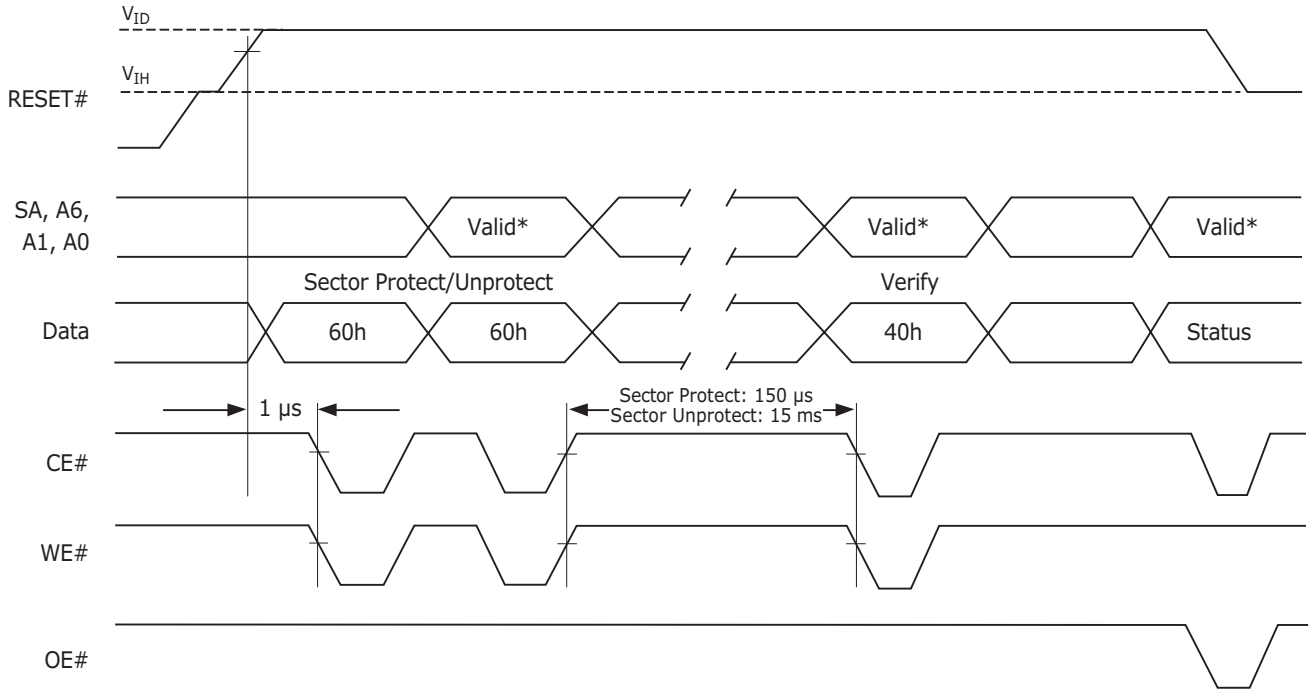 VID
VIH
RESET#
SA, A6,
A1, A0
Valid* Valid* Valid*
Sector Protect/Unprotect Verify
Data 60h 60h 40h Status
1 μs
Sector Protect: 150 μs
Sector Unprotect: 15 ms
CE#
WE#
OE#